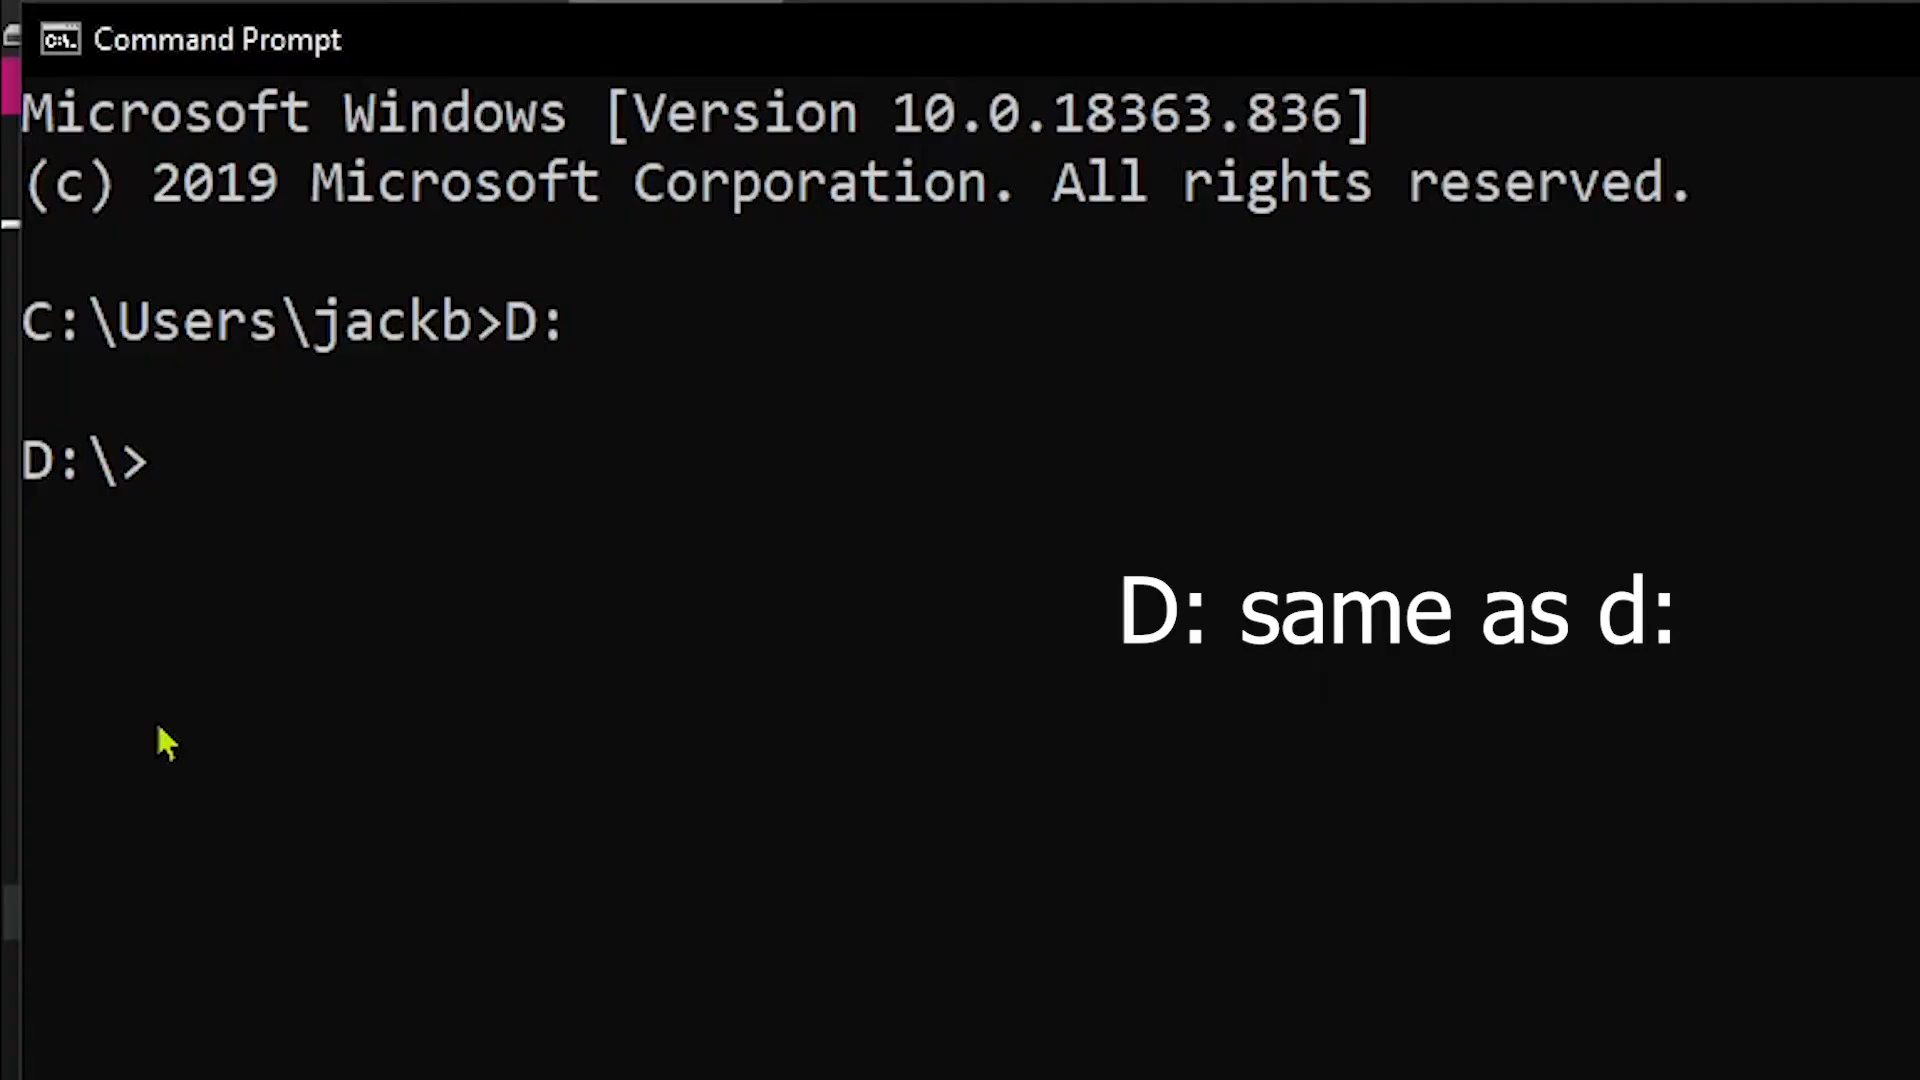 Command Prompt
Microsoft Windows [Version 10.0.18363.836]
(c) 2019 Microsoft Corporation. All rights reserved.
C:\Users\jackb>D:
D:\>
D: same as d: